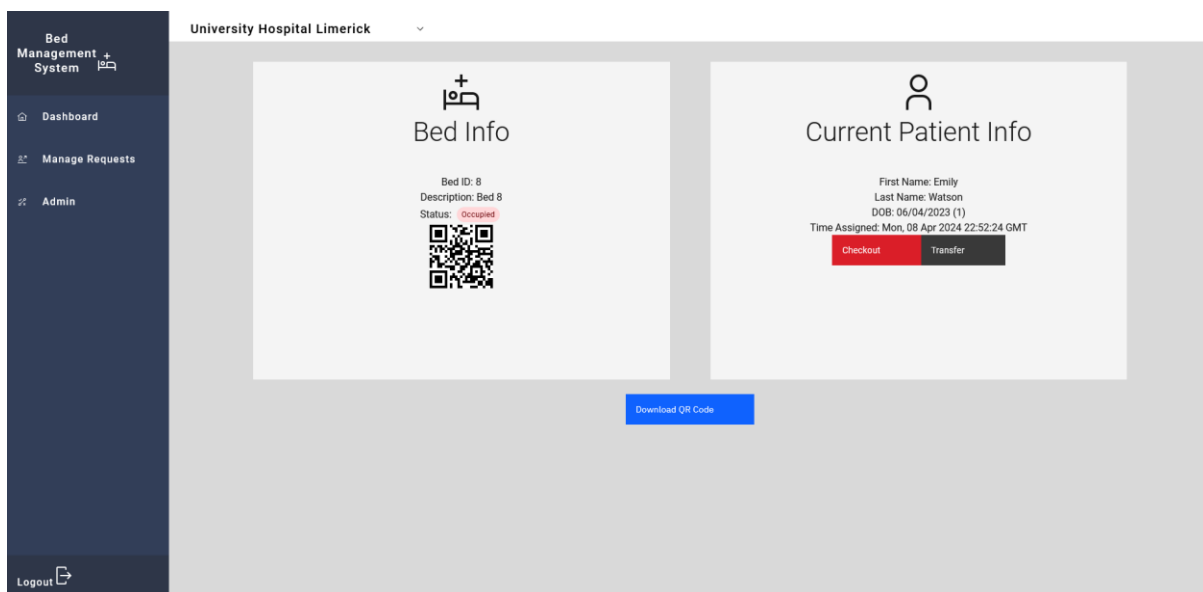 Bed
Management
System
Dashboard
Manage Requests
Admin
Logout
University Hospital Limerick
Bed Info
Bed ID: 8
Description: Bed 8
Status: Occupied
Current Patient Info
First Name: Emily
Last Name: Watson
DOB: 06/04/2023 (1)
Time Assigned: Mon, 08 Apr 2024 22:52:24 GMT
Checkout Transfer
Download QR Code